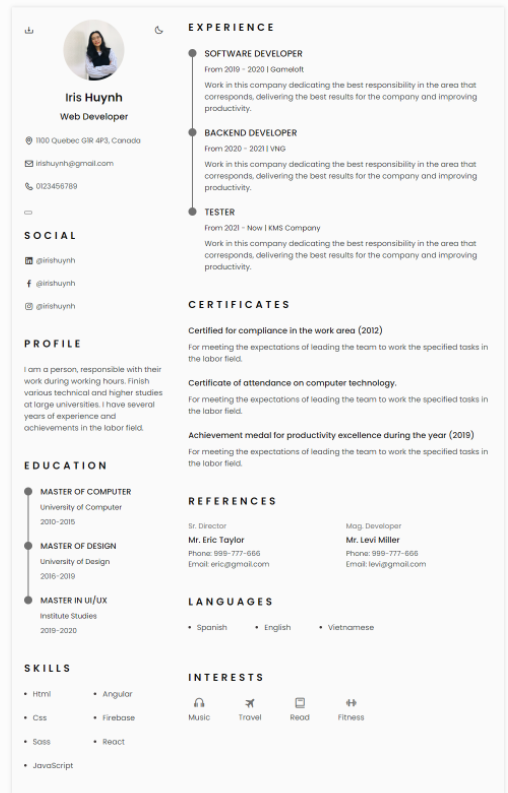 Iris Huynh
Web Developer
1100 Quebec G1R 4P3, Canada
irishuynh@gmail.com
0123456789
SOCIAL
@irishuynh
@irishuynh
@irishuynh
PROFILE
I am a person, responsible with their
work during working hours. Finish
various technical and higher studies
at large universities. I have several
years of experience and
achievements in the labor field.
EDUCATION
MASTER OF COMPUTER
University of Computer
2010-2015
MASTER OF DESIGN
University of Design
2016-2019
MASTER IN UI/UX
Institute Studies
2019-2020
SKILLS
Html
Angular
Css
Firebase
Sass
React
JavaScript
EXPERIENCE
SOFTWARE DEVELOPER
From 2019 - 2020 | Gameloft
Work in this company dedicating the best responsibility in the area that
corresponds, delivering the best results for the company and improving
productivity.
BACKEND DEVELOPER
From 2020 - 2021 | VNG
Work in this company dedicating the best responsibility in the area that
corresponds, delivering the best results for the company and improving
productivity.
TESTER
From 2021 - Now | KMS Company
Work in this company dedicating the best responsibility in the area that
corresponds, delivering the best results for the company and improving
productivity.
CERTIFICATES
Certified for compliance in the work area (2012)
For meeting the expectations of leading the team to work the specified tasks in
the labor field.
Certificate of attendance on computer technology.
For meeting the expectations of leading the team to work the specified tasks in
the labor field.
Achievement medal for productivity excellence during the year (2019)
For meeting the expectations of leading the team to work the specified tasks in
the labor field.
REFERENCES
Sr. Director
Mr. Eric Taylor
Phone: 999-777-666
Email: eric@gmail.com
Mag. Developer
Mr. Levi Miller
Phone: 999-777-666
Email: levi@gmail.com
LANGUAGES
Spanish
English
Vietnamese
INTERESTS
Music
Travel
Read
Fitness